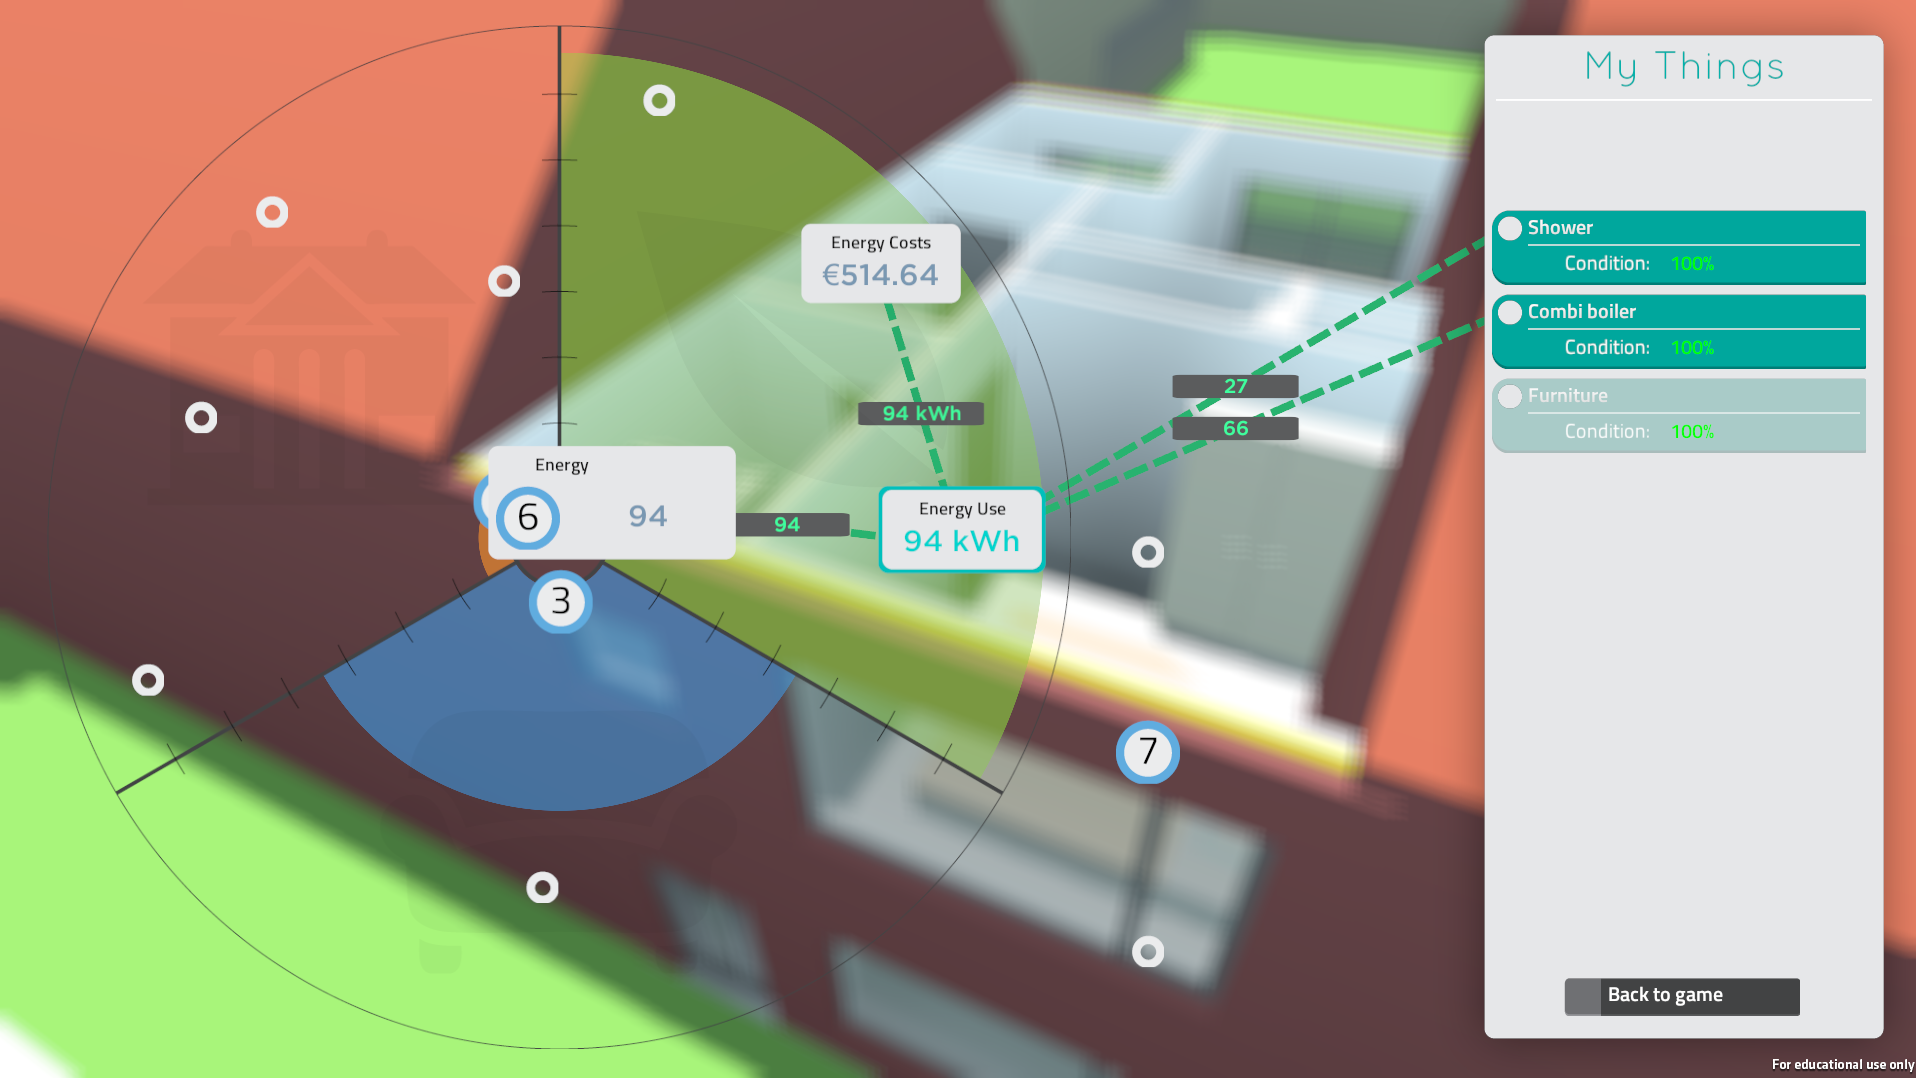 My Things
Shower
Condition: 100%
Combi boiler
Condition: 100%
Furniture
Condition: 100%
Back to game
Energy Costs
€514.64
94 kWh
27
66
Energy
6
94
94
Energy Use
94 kWh
3
7
For educational use only